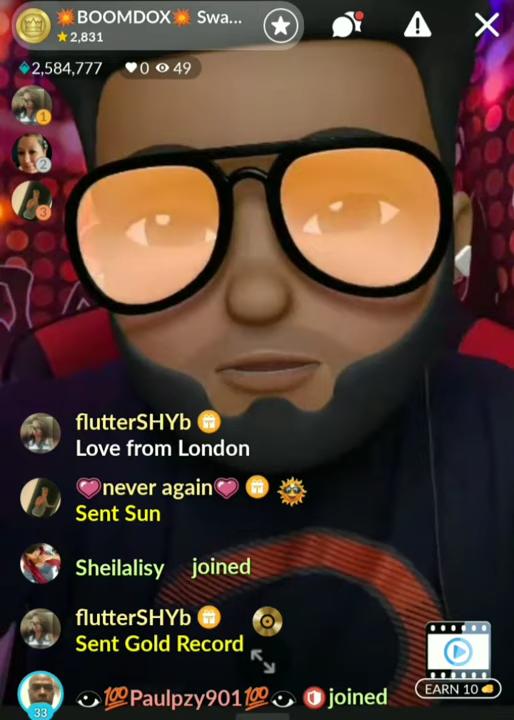 💥BOOMDOX💥 Swa...
2,831
2,584,777 0 49
1
2
3
flutterSHYb
Love from London
💗never again💗
Sent Sun
Sheilalisy joined
flutterSHYb
Sent Gold Record
EARN 10
👁💯Paulpzy901💯👁 joined
33